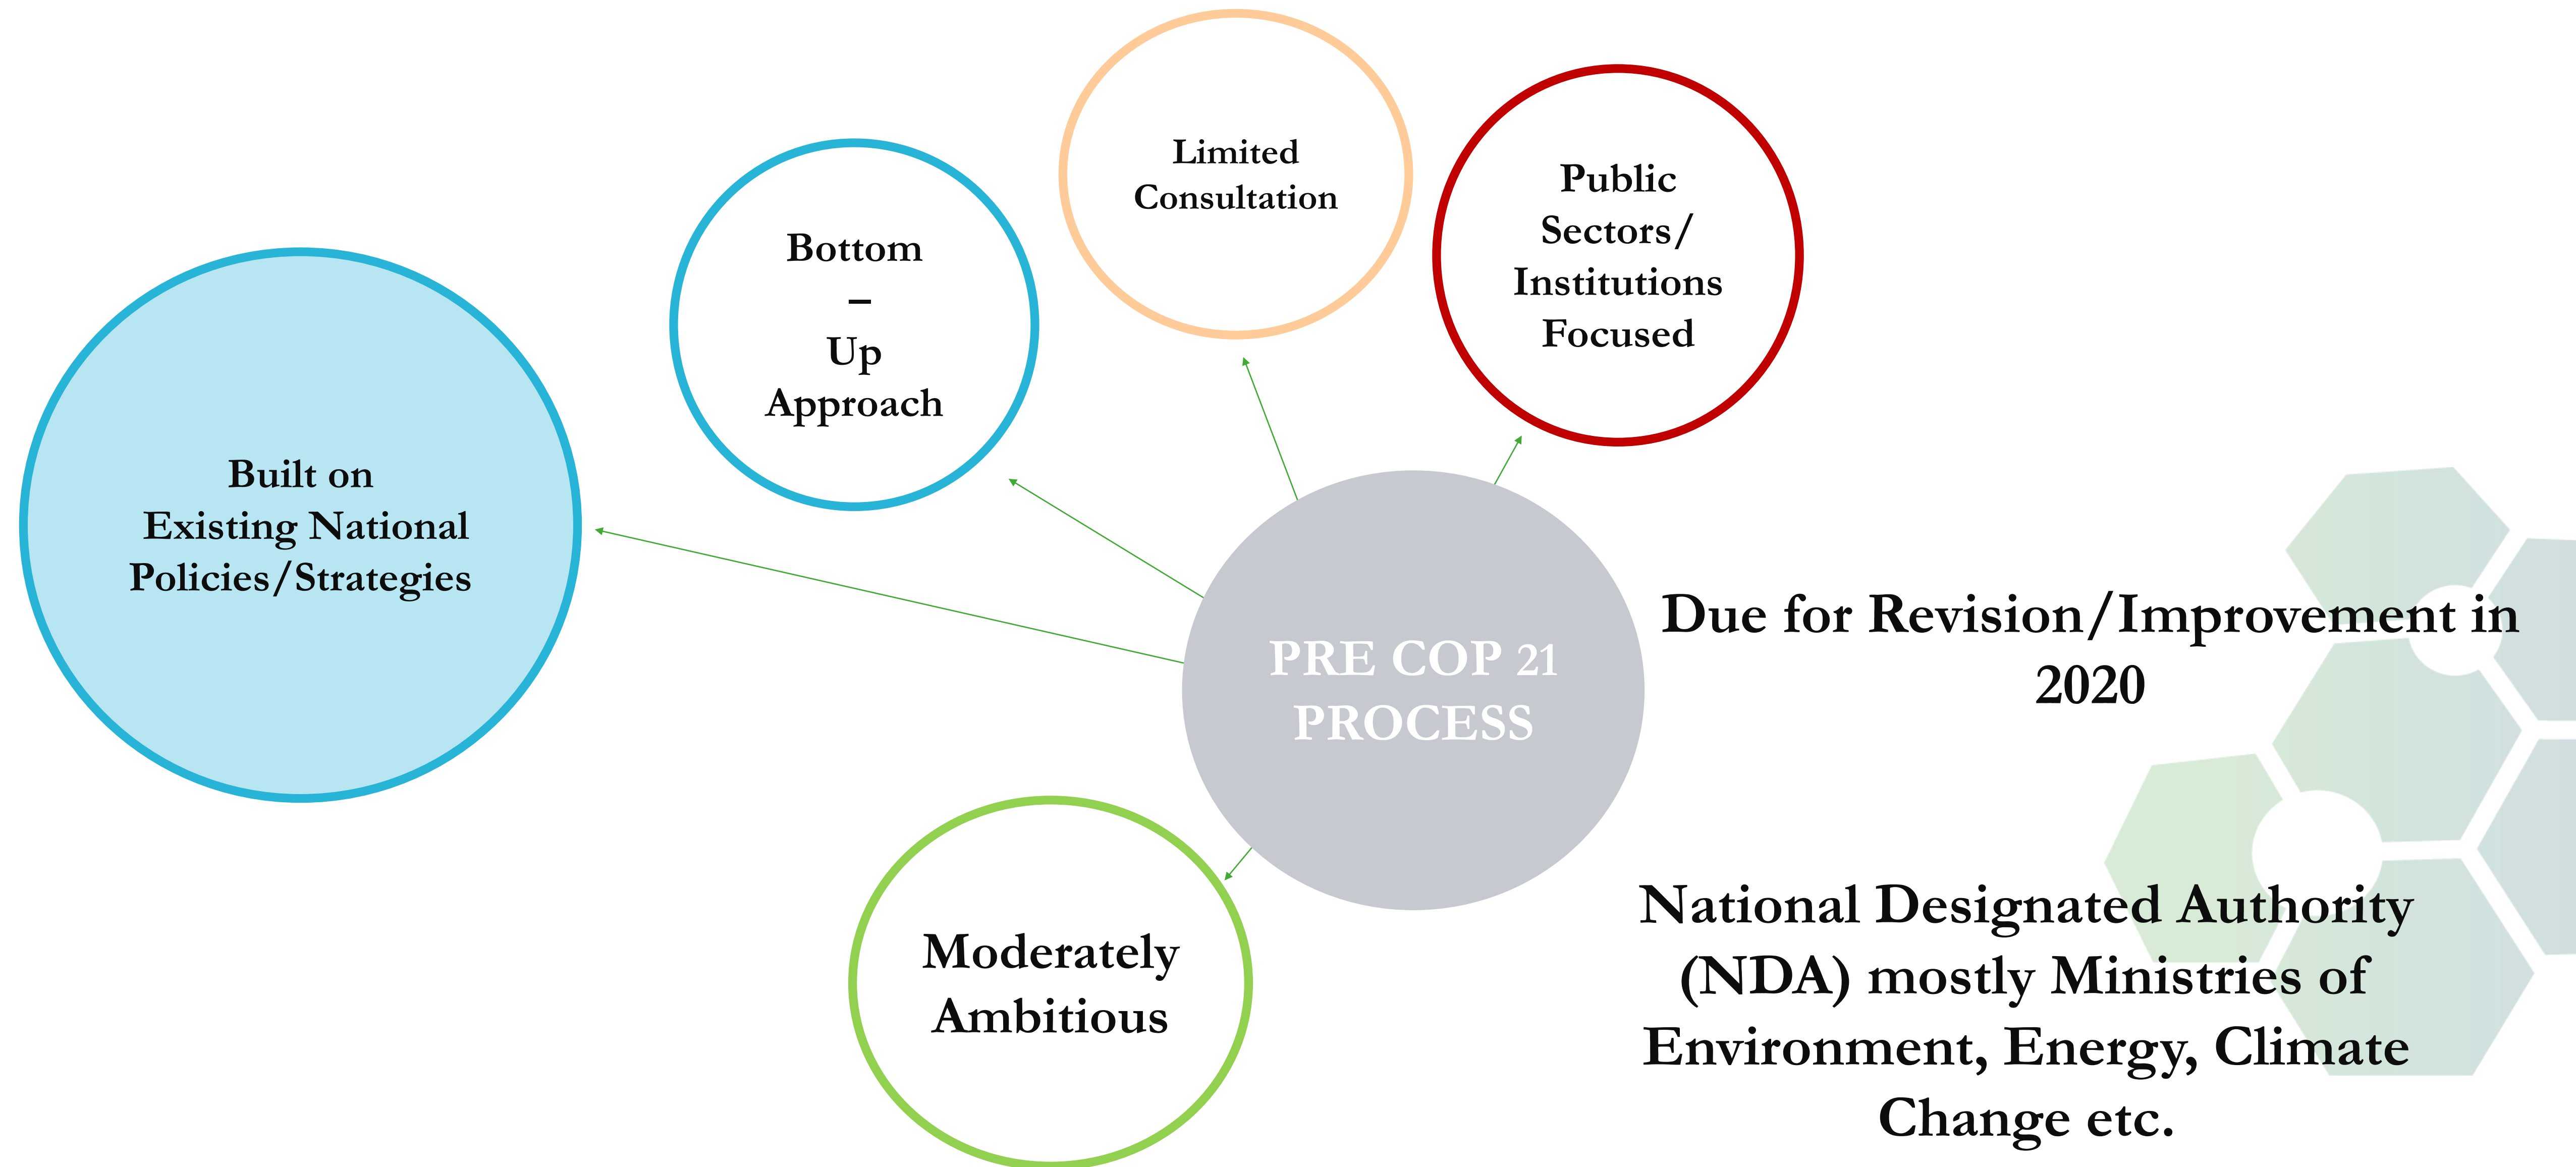 Limited
Consultation
Public
Sectors/
Institutions
Focused
Bottom
–
Up
Approach
Built on
Existing National
Policies/Strategies
PRE COP 21
PROCESS
Due for Revision/Improvement in
2020
Moderately
Ambitious
National Designated Authority
(NDA) mostly Ministries of
Environment, Energy, Climate
Change etc.